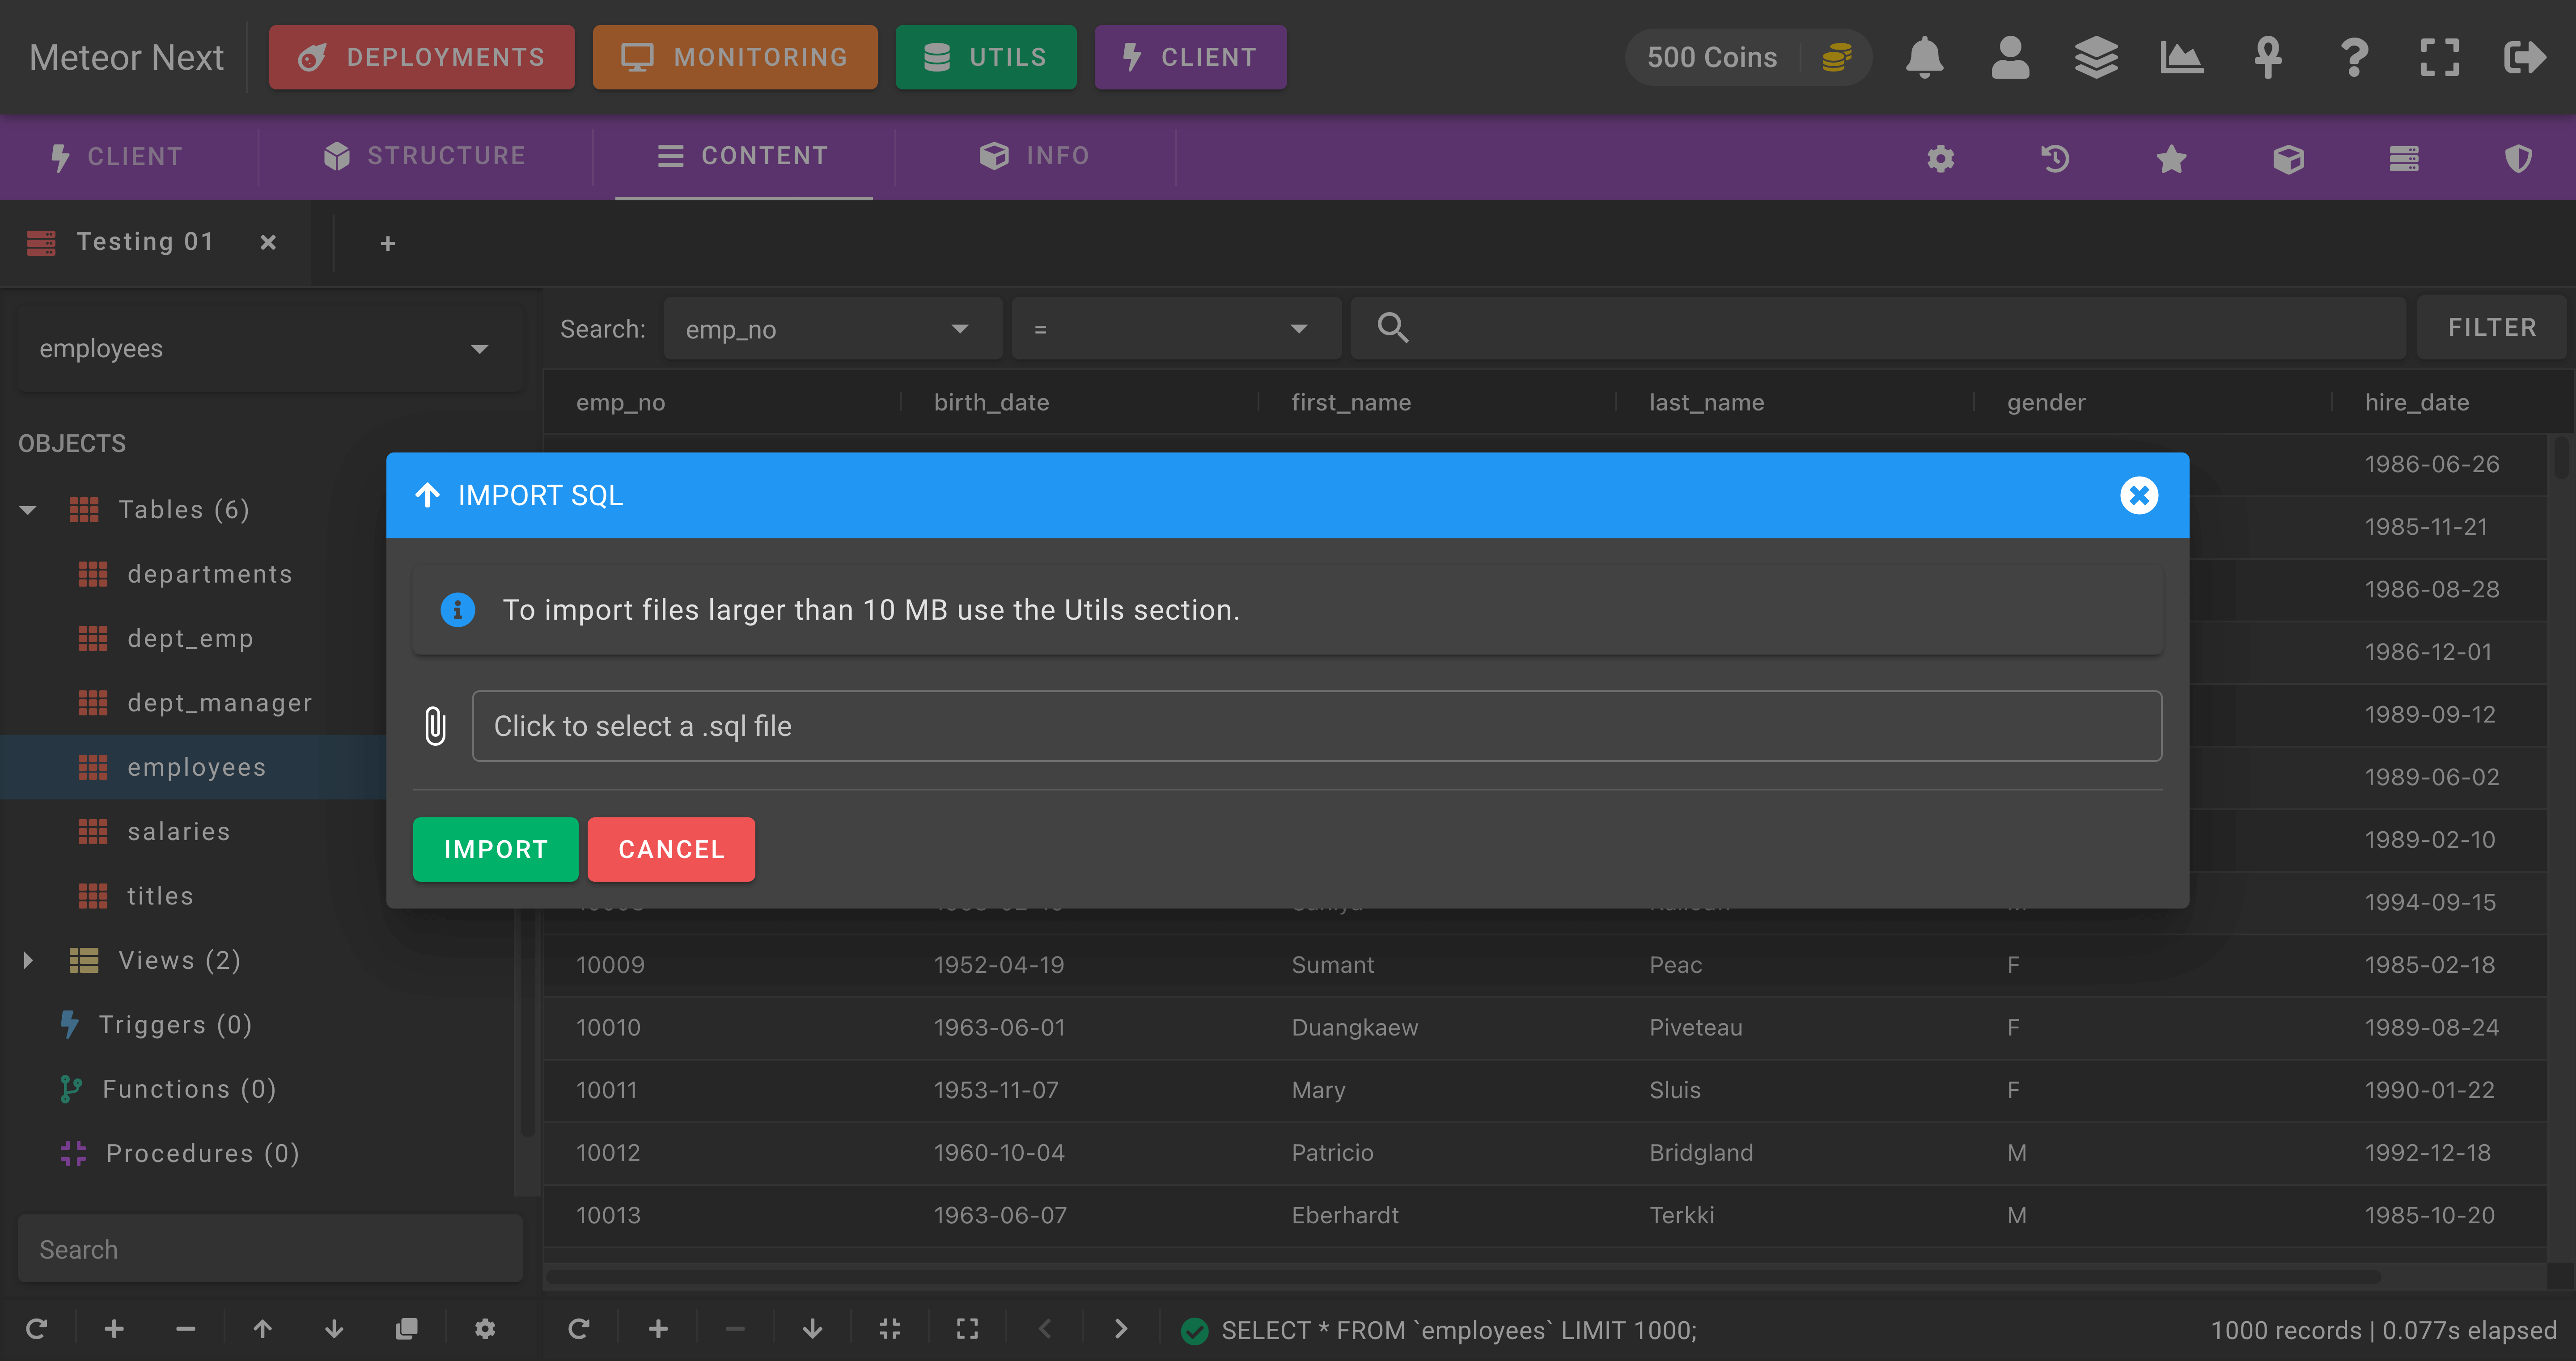 Meteor Next DEPLOYMENTS MONITORING UTILS CLIENT 500 Coins
CLIENT STRUCTURE CONTENT INFO
Testing 01
employees
Search: emp_no = FILTER
emp_no birth_date first_name last_name gender hire_date
OBJECTS
1986-06-26
IMPORT SQL
Tables (6)
1985-11-21
departments
1986-08-28
To import files larger than 10 MB use the Utils section.
dept_emp
1986-12-01
dept_manager
1989-09-12
Click to select a .sql file
employees
1989-06-02
salaries
1989-02-10
IMPORT CANCEL
titles
1994-09-15
Views (2)
10009 1952-04-19 Sumant Peac F 1985-02-18
Triggers (0)
10010 1963-06-01 Duangkaew Piveteau F 1989-08-24
Functions (0)
10011 1953-11-07 Mary Sluis F 1990-01-22
Procedures (0)
10012 1960-10-04 Patricio Bridgland M 1992-12-18
10013 1963-06-07 Eberhardt Terkki M 1985-10-20
Search
SELECT * FROM `employees` LIMIT 1000;
1000 records | 0.077s elapsed